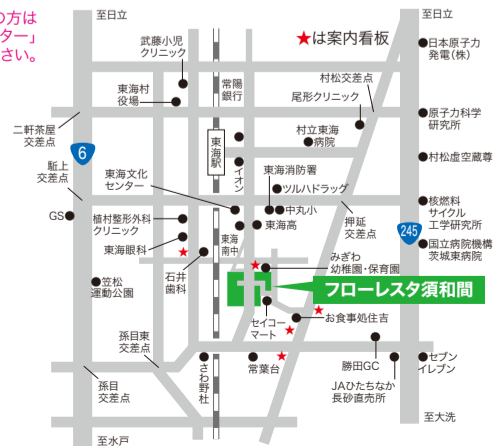 の方は
ター」
さい。
至日立
至日立
★は案内看板
武藤小児
クリニック
東海村
役場
常陽
銀行
日本原子力
発電(株)
村松交差点
尾形クリニック
原子力科学
研究所
二軒茶屋
交差点
6
東海駅
イオン
村立東海
病院
村松虚空蔵尊
駈上
交差点
東海文化
センター
東海消防署
ツルハドラッグ
中丸小
核燃料
サイクル
工学研究所
GS
植村整形外科
クリニック
東海眼科
東海
南中
東海高
押延
交差点
245
国立病院機構
茨城東病院
石井
歯科
みぎわ
幼稚園・保育園
笠松
運動公園
フローレスタ須和間
セイコー
マート
お食事処住吉
孫目東
交差点
孫目
交差点
さわ野杜
常葉台
勝田GC
JAひたちなか
長砂直売所
セブン
イレブン
至水戸
至大洗